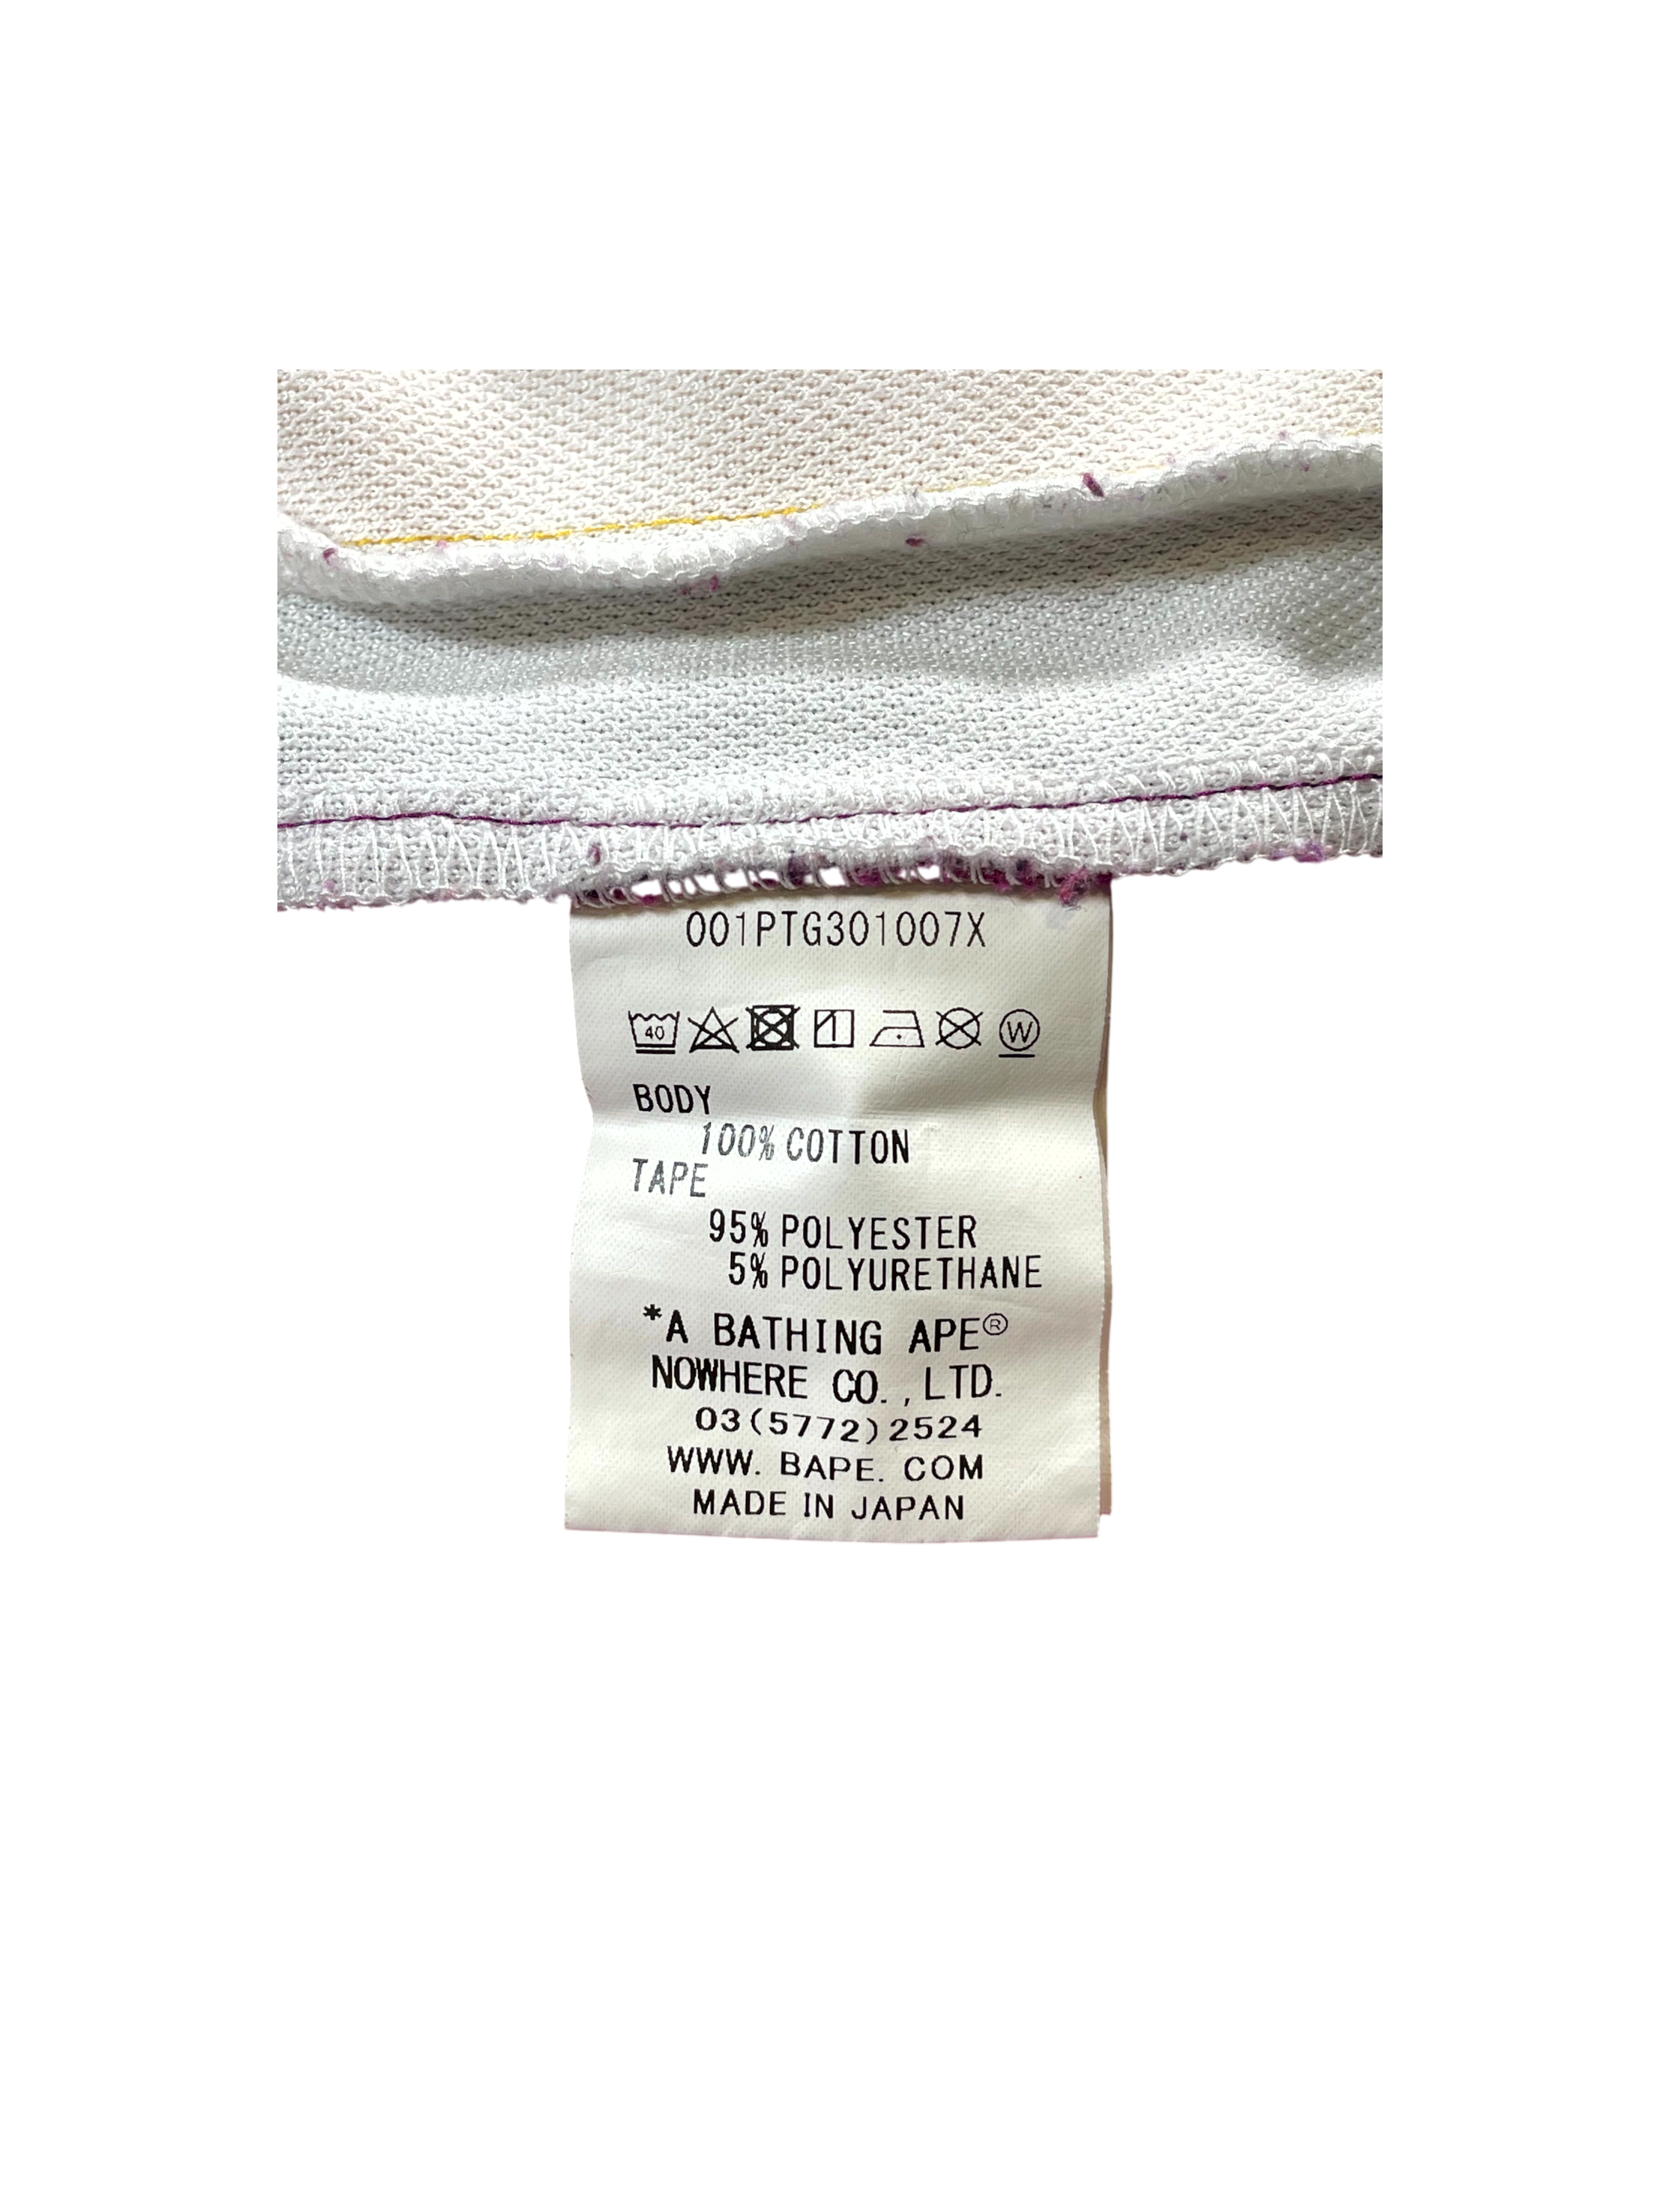 001PTG301007X
40 W
BODY
100% COTTON
TAPE
95% POLYESTER
5% POLYURETHANE
*A BATHING APE®
NOWHERE CO., LTD.
03(5772)2524
WWW. BAPE. COM
MADE IN JAPAN